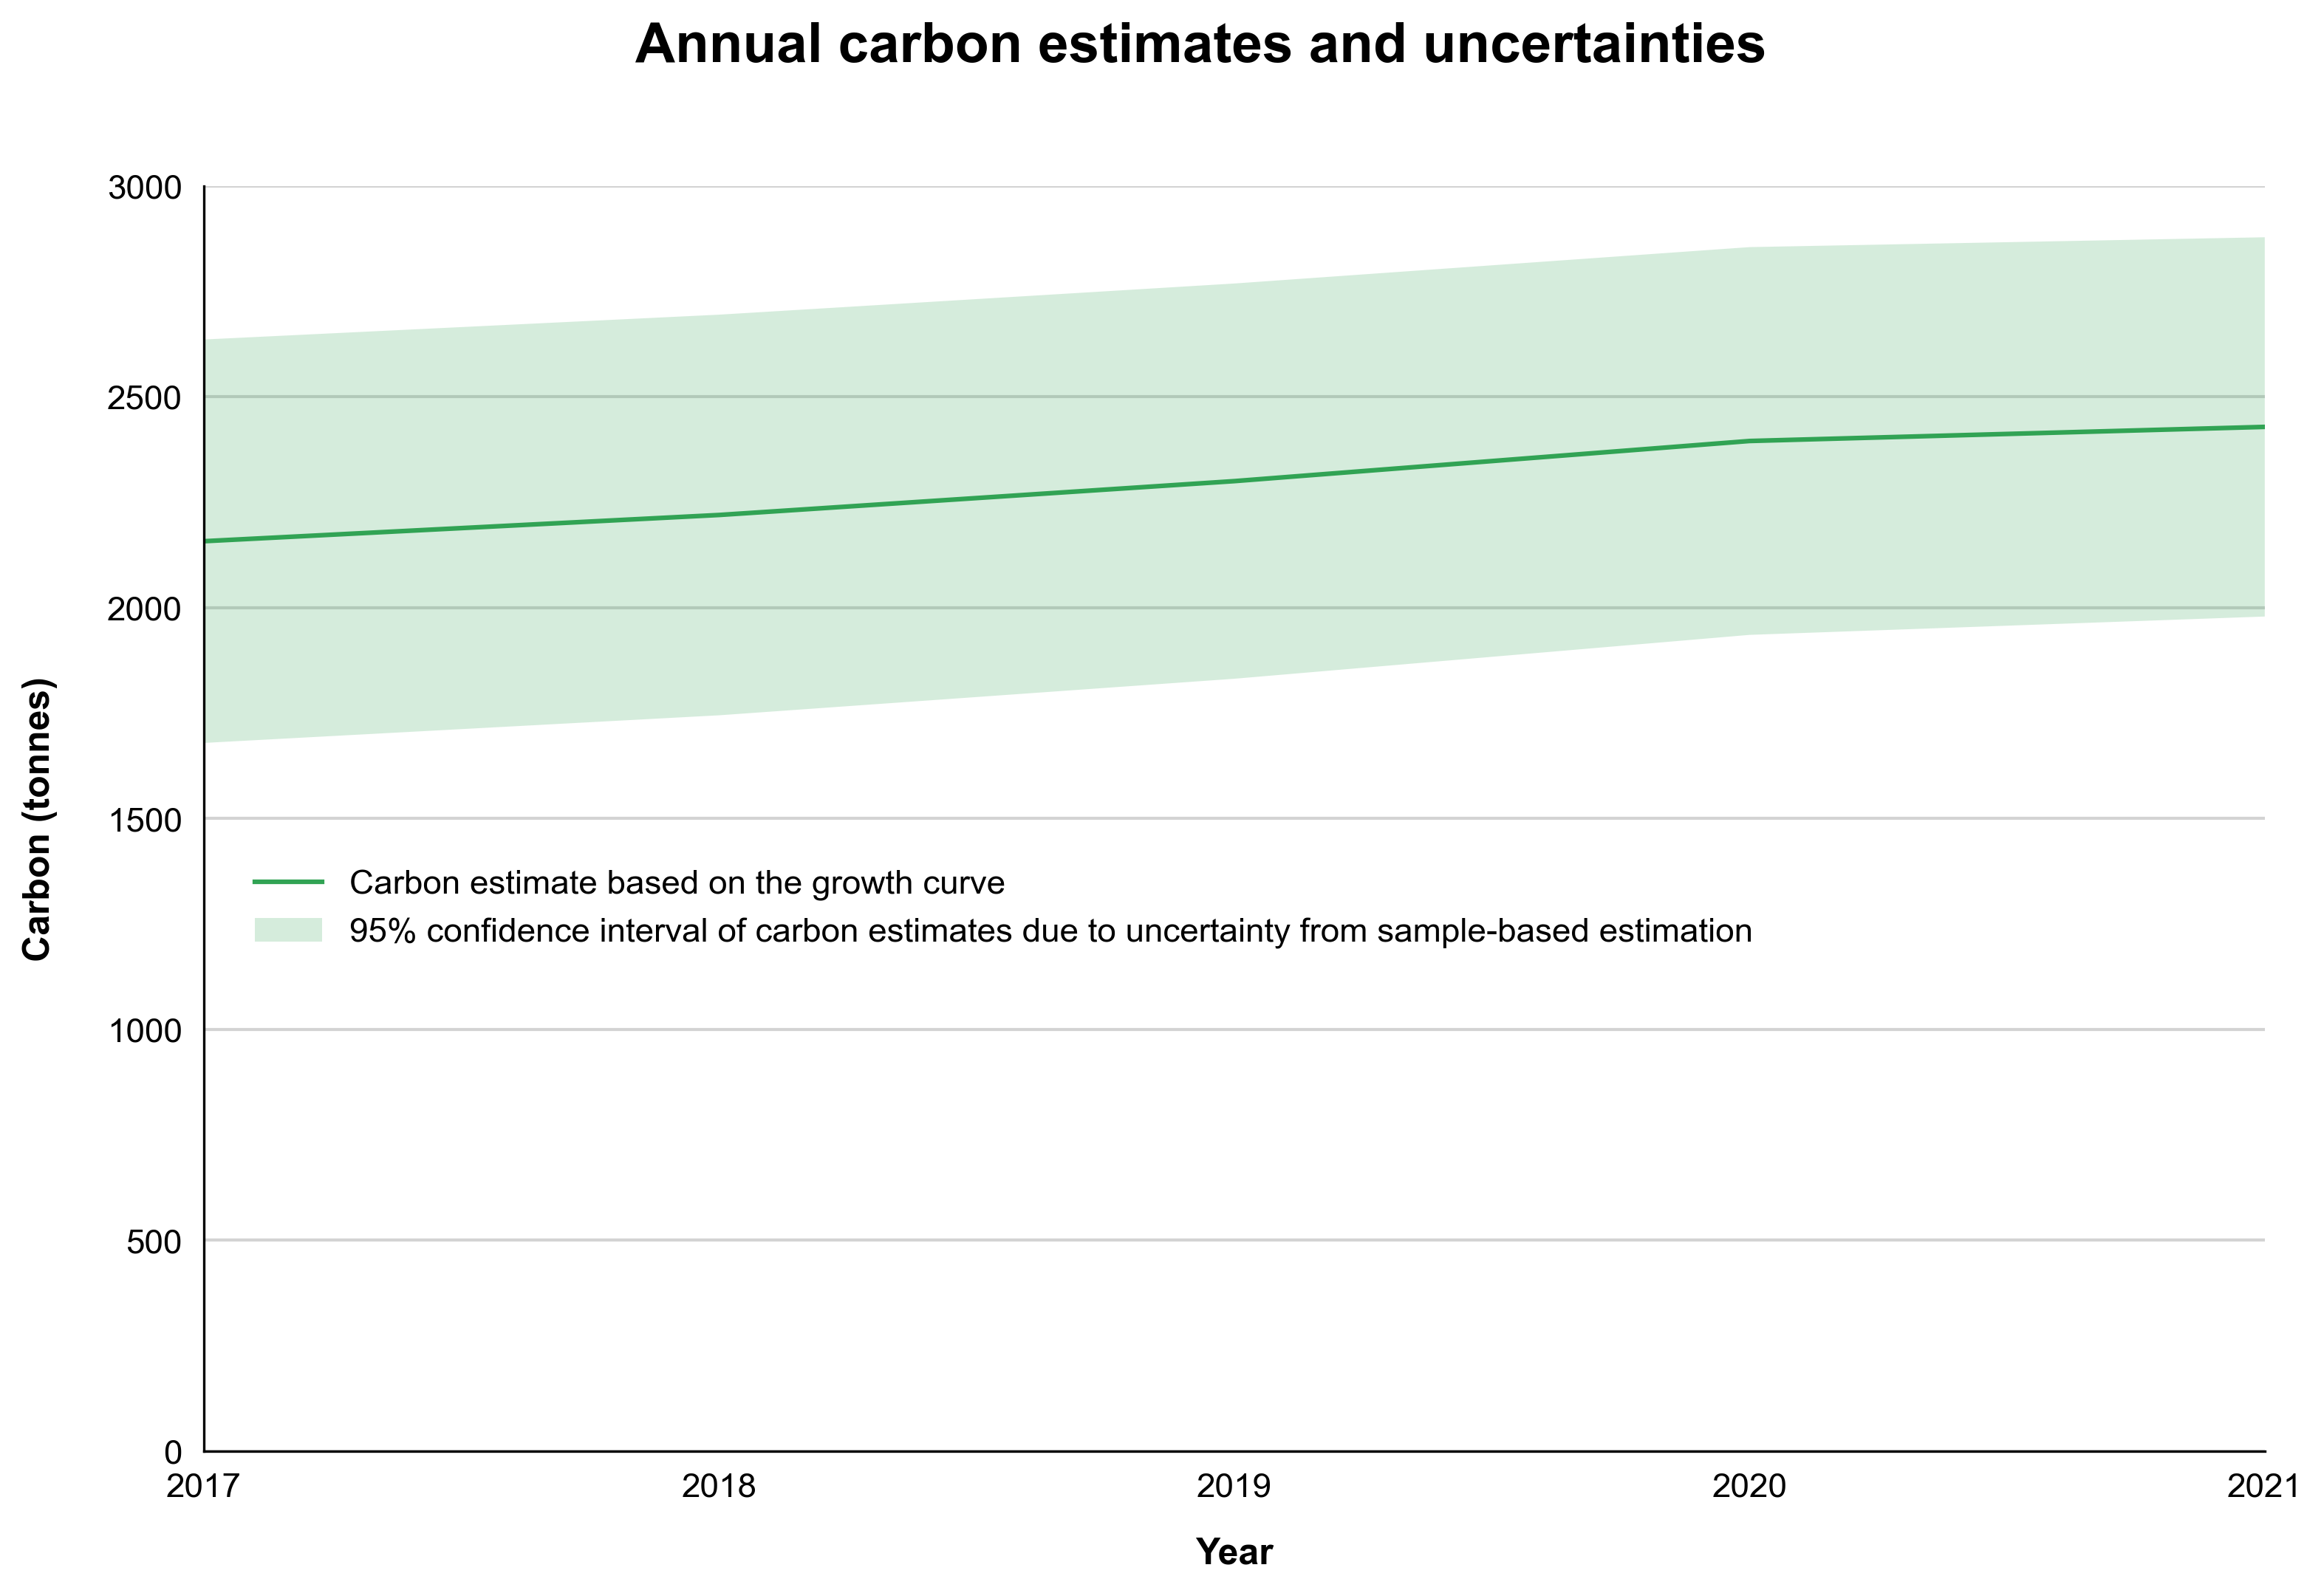 Annual carbon estimates and uncertainties
3000
2500
2000
1500
1000
500
0
Carbon (tonnes)
Carbon estimate based on the growth curve
95% confidence interval of carbon estimates due to uncertainty from sample-based estimation
2017 2018 2019 2020 2021
Year